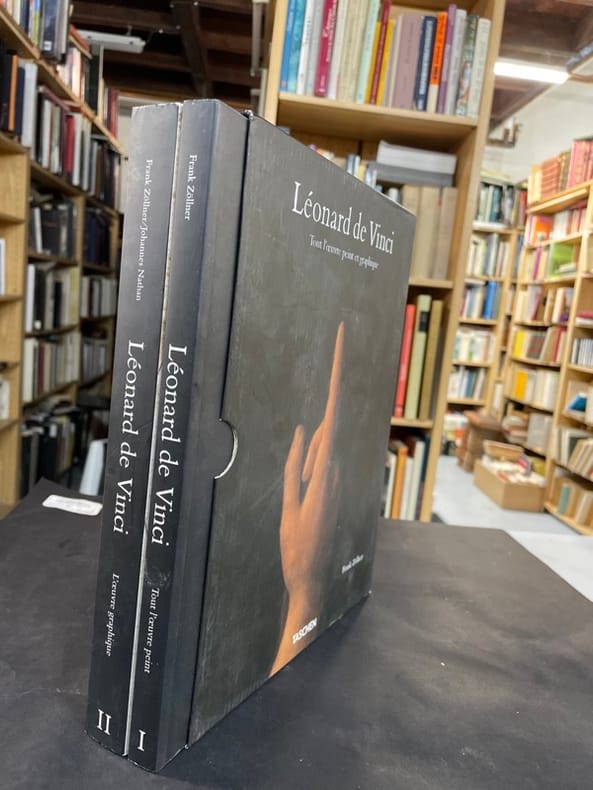 Frank Zöllner/Johannes Nathan
Léonard de Vinci
L'œuvre graphique
II
Frank Zöllner
Léonard de Vinci
Tout l'œuvre peint
I
Léonard de Vinci
Tout l'œuvre peint et graphique
Frank Zöllner
TASCHEN